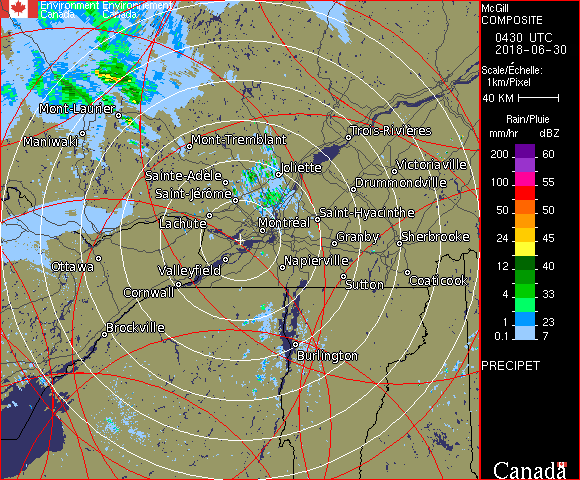 Environment Environnement
Canada Canada
McGill
COMPOSITE
0430 UTC
2018-06-30
Scale/Échelle:
1km/Pixel
40 KM
Rain/Pluie
mm/hr dBZ
200 60
100 55
50 50
24 45
12 40
4 33
1 23
0.1 7
PRECIPET
Canada
Mont-Laurier
Maniwaki
Mont-Tremblant
Trois-Rivières
Sainte-Adèle
Joliette
Victoriaville
Saint-Jérôme
Drummondville
Lachute
Montréal
Saint-Hyacinthe
Ottawa
Valleyfield
Granby
Sherbrooke
Napierville
Cornwall
Sutton
Coaticook
Brockville
Burlington